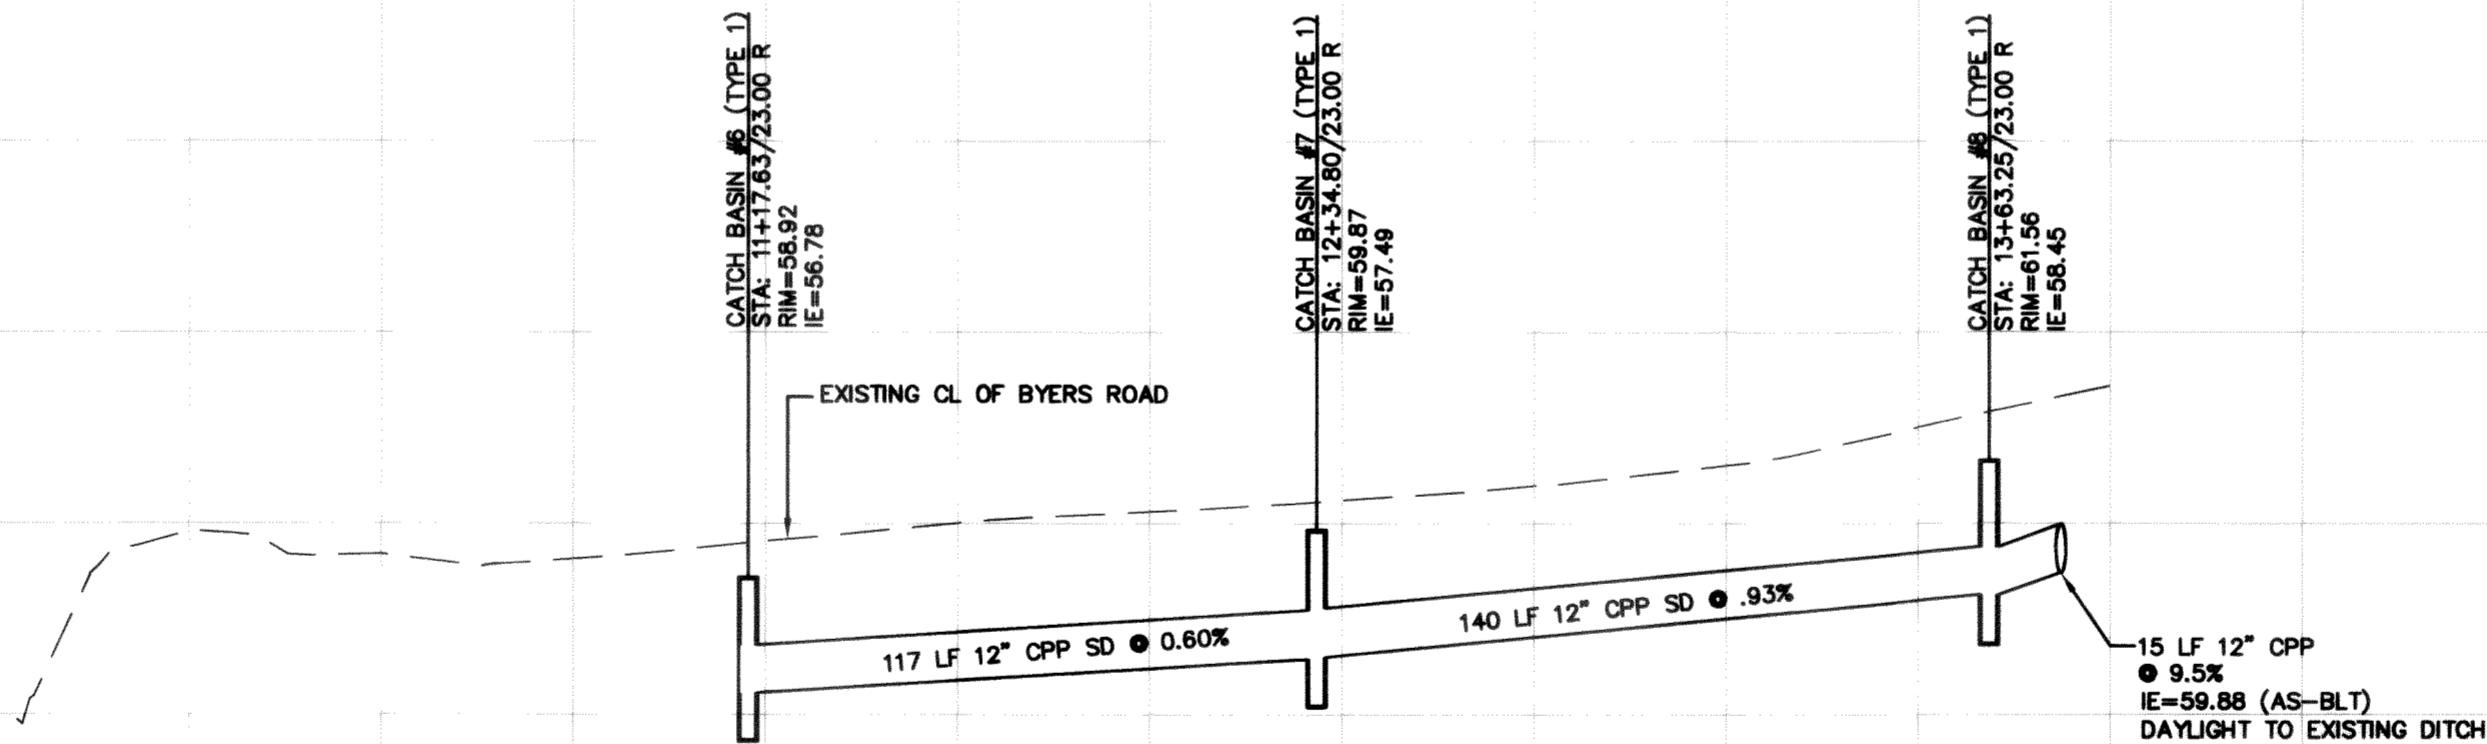 CATCH BASIN #6 (TYPE 1)
STA: 11+17.63/23.00 R
RIM=58.92
IE=56.78
CATCH BASIN #7 (TYPE 1)
STA: 12+34.80/23.00 R
RIM=59.87
IE=57.49
CATCH BASIN #8 (TYPE 1)
STA: 13+63.25/23.00 R
RIM=61.56
IE=58.45
EXISTING CL OF BYERS ROAD
117 LF 12" CPP SD @ 0.60%
140 LF 12" CPP SD @ .93%
15 LF 12" CPP
@ 9.5%
IE=59.88 (AS-BLT)
DAYLIGHT TO EXISTING DITCH